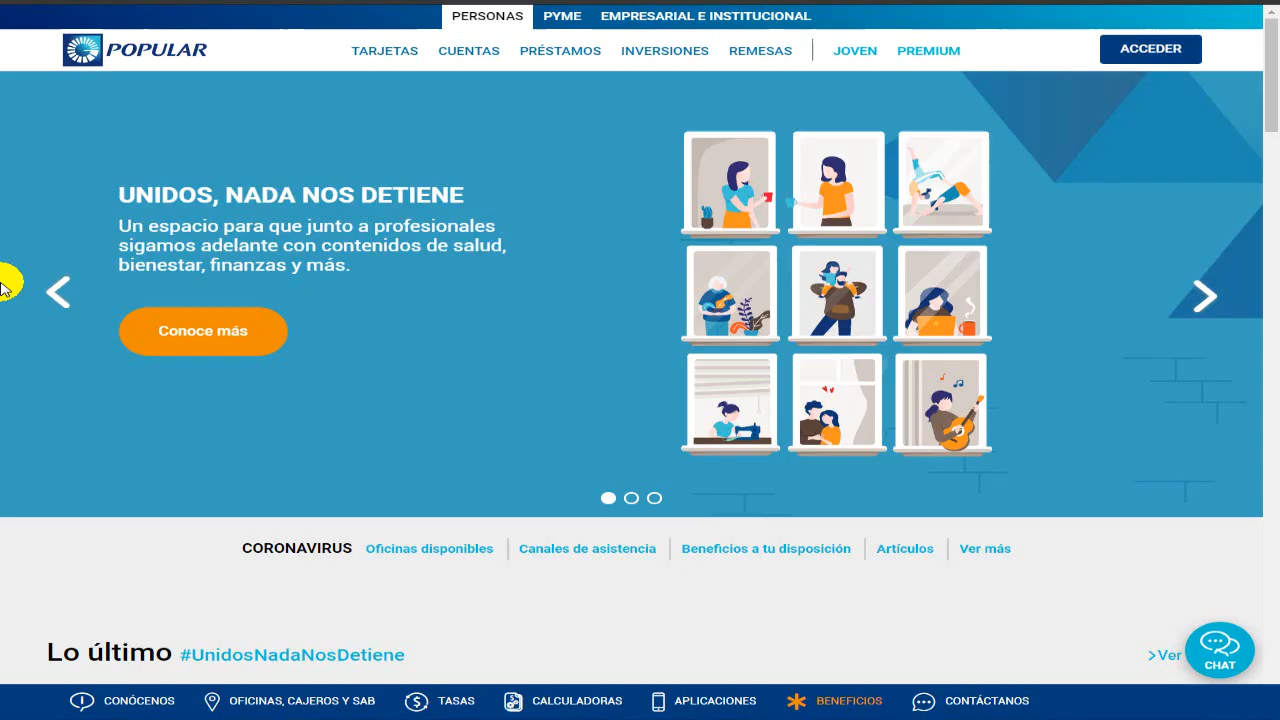 PERSONAS PYME EMPRESARIAL E INSTITUCIONAL
POPULAR TARJETAS CUENTAS PRÉSTAMOS INVERSIONES REMESAS JOVEN PREMIUM ACCEDER
UNIDOS, NADA NOS DETIENE
Un espacio para que junto a profesionales
sigamos adelante con contenidos de salud,
bienestar, finanzas y más.
Conoce más
CORONAVIRUS Oficinas disponibles Canales de asistencia Beneficios a tu disposición Artículos Ver más
Lo último #UnidosNadaNosDetiene >Ver
CHAT
CONÓCENOS OFICINAS, CAJEROS Y SAB TASAS CALCULADORAS APLICACIONES BENEFICIOS CONTÁCTANOS